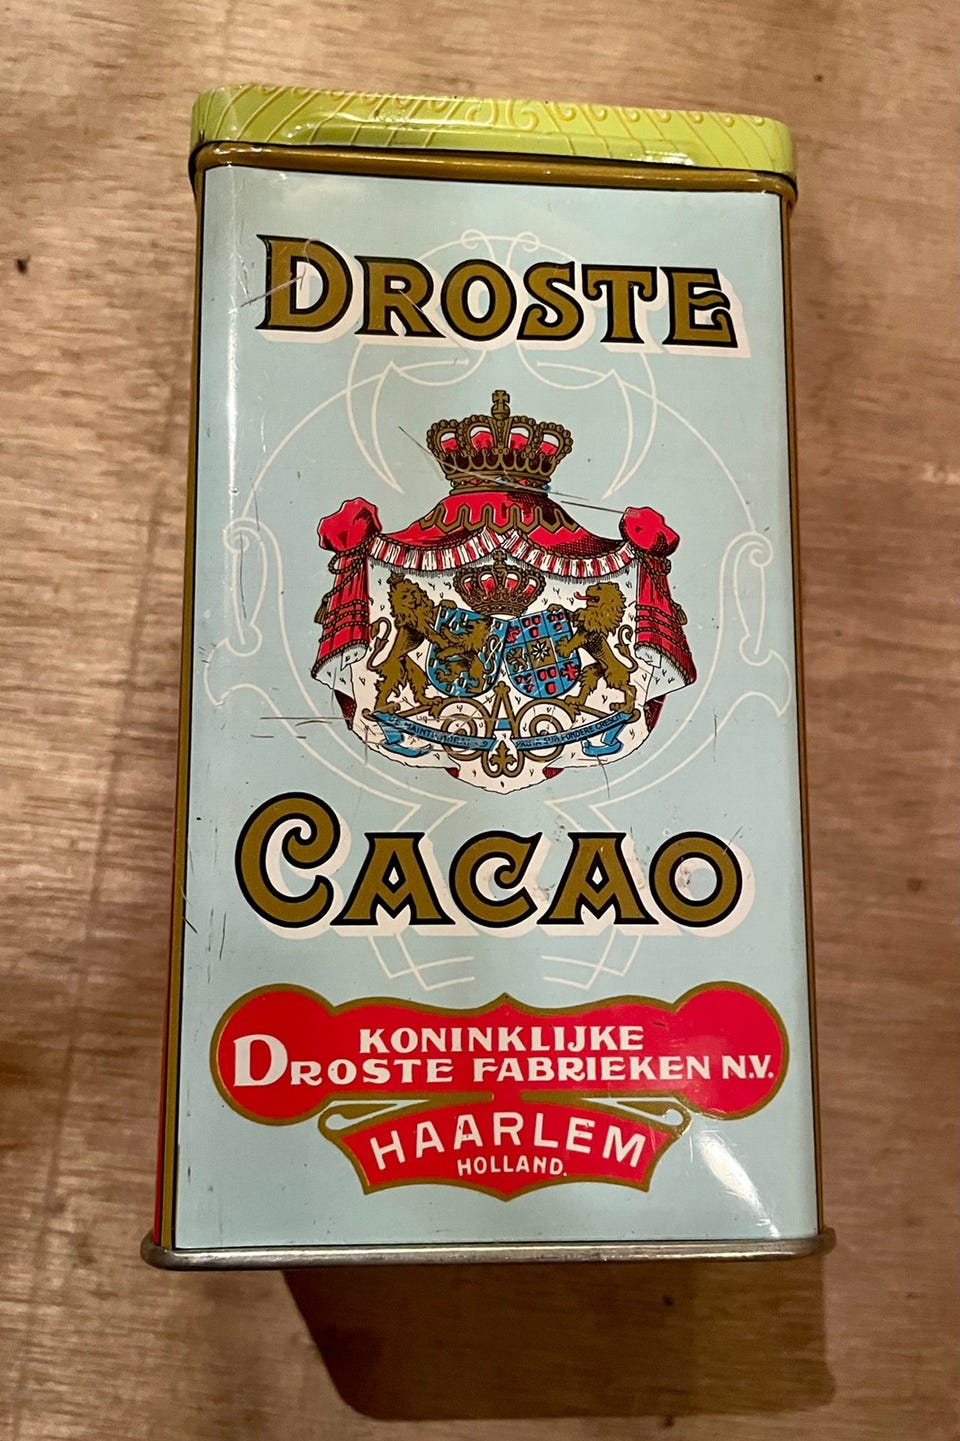 DROSTE
CACAO
KONINKLIJKE
DROSTE FABRIEKEN N.V.
HAARLEM
HOLLAND.